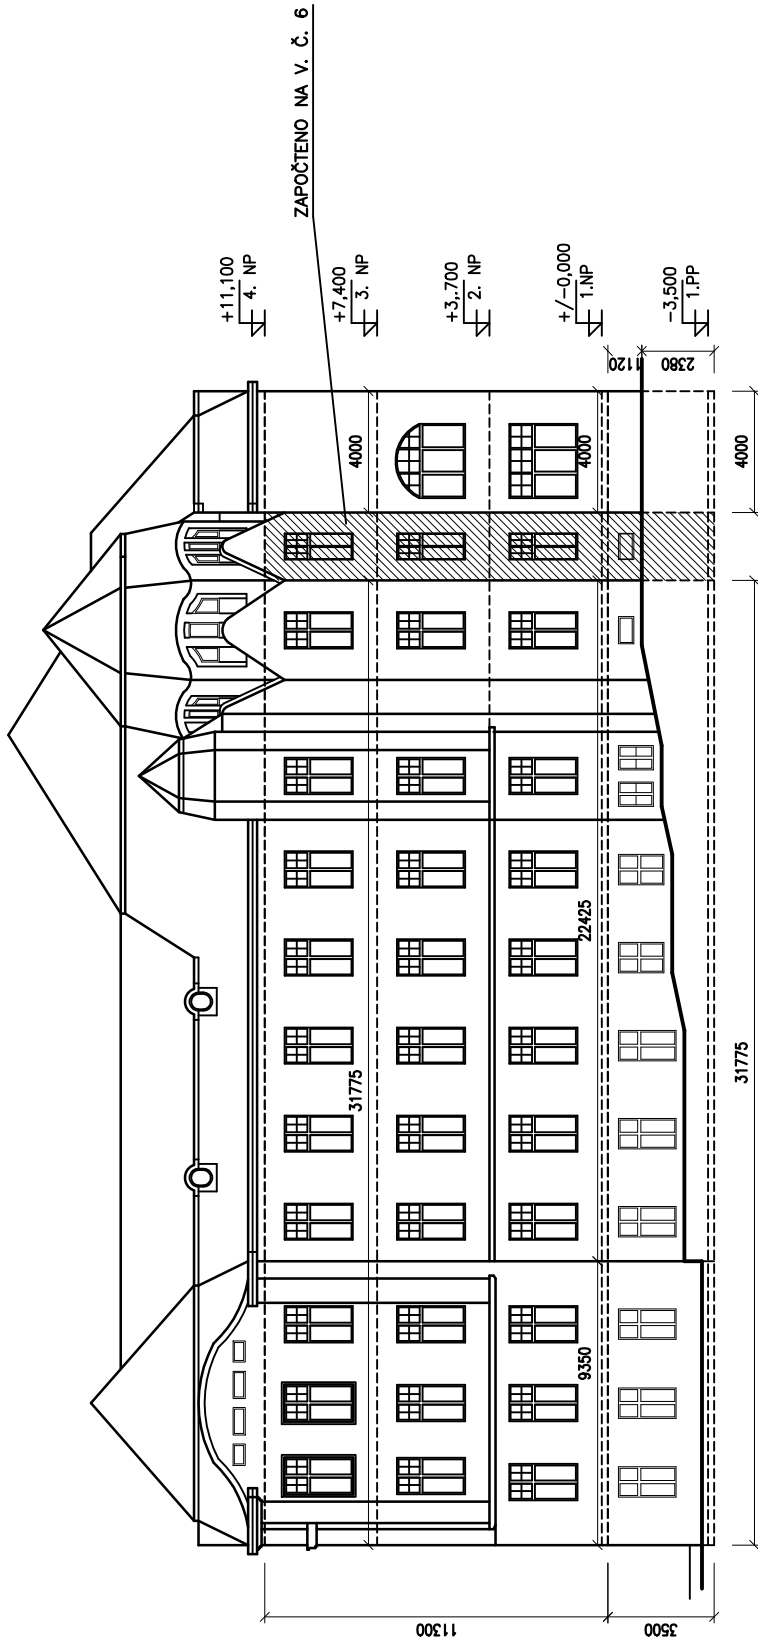 ZAPOČTENO NA V. Č. 6
+11,100
4. NP
+7,400
3. NP
+3,.700
2. NP
+/-0,000
1.NP
-3,500
1.PP
1120
2380
4000
4000
4000
22425
31775
31775
9350
11300
3500